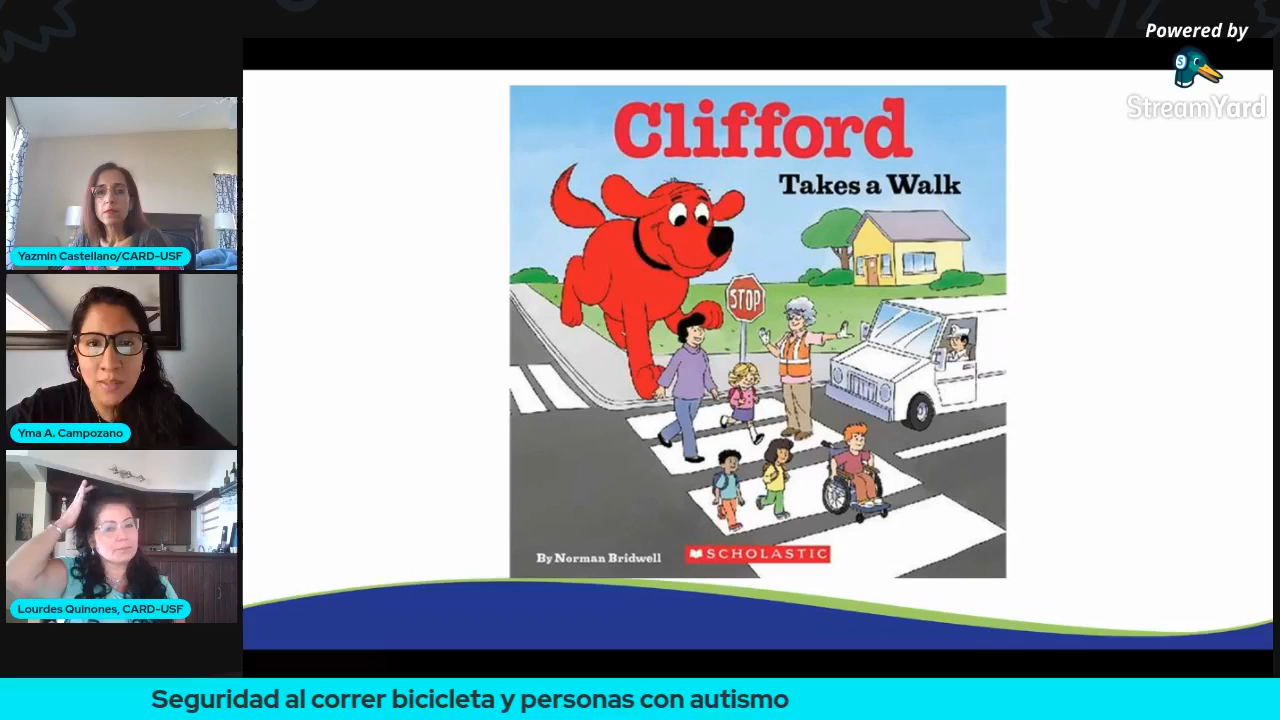 Powered by
StreamYard
Clifford
Takes a Walk
STOP
By Norman Bridwell
SCHOLASTIC
Yazmín Castellano/CARD-USF
Yma A. Campozano
Lourdes Quinones, CARD-USF
Seguridad al correr bicicleta y personas con autismo